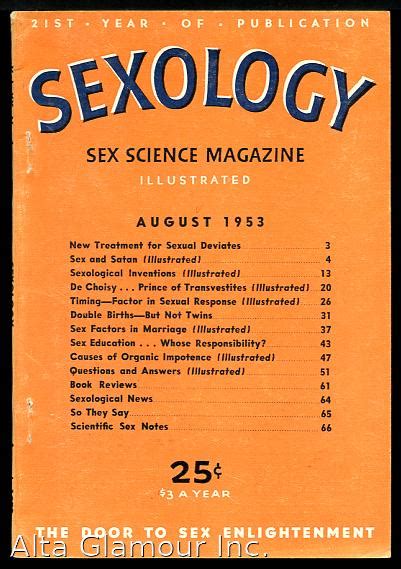 21ST • YEAR • OF • PUBLICATION
SEXOLOGY
SEX SCIENCE MAGAZINE
ILLUSTRATED
AUGUST 1953
New Treatment for Sexual Deviates 3
Sex and Satan (Illustrated) 4
Sexological Inventions (Illustrated) 13
De Choisy . . . Prince of Transvestites (Illustrated) 20
Timing—Factor in Sexual Response (Illustrated) 26
Double Births—But Not Twins 31
Sex Factors in Marriage (Illustrated) 37
Sex Education . . . Whose Responsibility? 43
Causes of Organic Impotence (Illustrated) 47
Questions and Answers (Illustrated) 51
Book Reviews 61
Sexological News 64
So They Say 65
Scientific Sex Notes 66
25¢
$3 A YEAR
THE DOOR TO SEX ENLIGHTENMENT
Alta Glamour Inc.